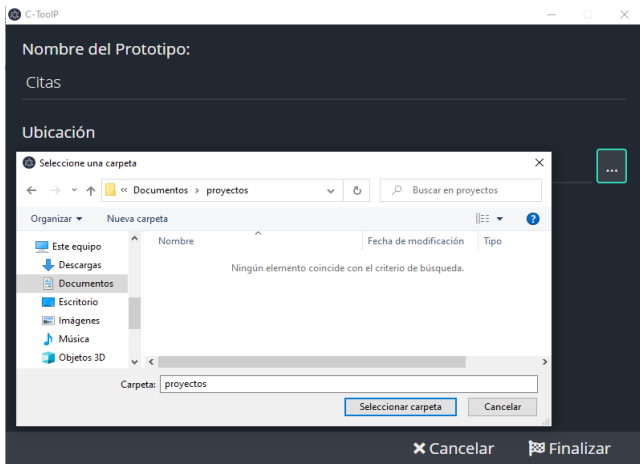 C-ToolP
Nombre del Prototipo:
Citas
Ubicación
...
Seleccione una carpeta
« Documentos › proyectos
Buscar en proyectos
Organizar
Nueva carpeta
Nombre
Fecha de modificación
Tipo
Ningún elemento coincide con el criterio de búsqueda.
Este equipo
Descargas
Documentos
Escritorio
Imágenes
Música
Objetos 3D
Carpeta: proyectos
Seleccionar carpeta
Cancelar
Cancelar
Finalizar